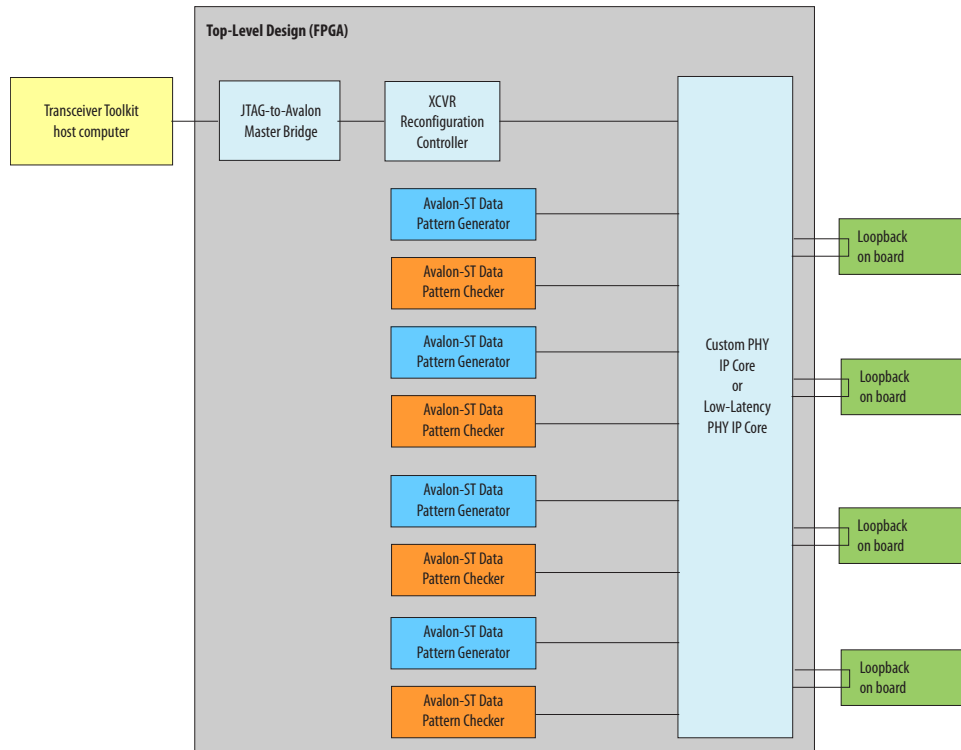 Top-Level Design (FPGA)
Transceiver Toolkit
host computer
JTAG-to-Avalon
Master Bridge
XCVR
Reconfiguration
Controller
Avalon-ST Data
Pattern Generator
Avalon-ST Data
Pattern Checker
Avalon-ST Data
Pattern Generator
Avalon-ST Data
Pattern Checker
Avalon-ST Data
Pattern Generator
Avalon-ST Data
Pattern Checker
Avalon-ST Data
Pattern Generator
Avalon-ST Data
Pattern Checker
Custom PHY
IP Core
or
Low-Latency
PHY IP Core
Loopback
on board
Loopback
on board
Loopback
on board
Loopback
on board